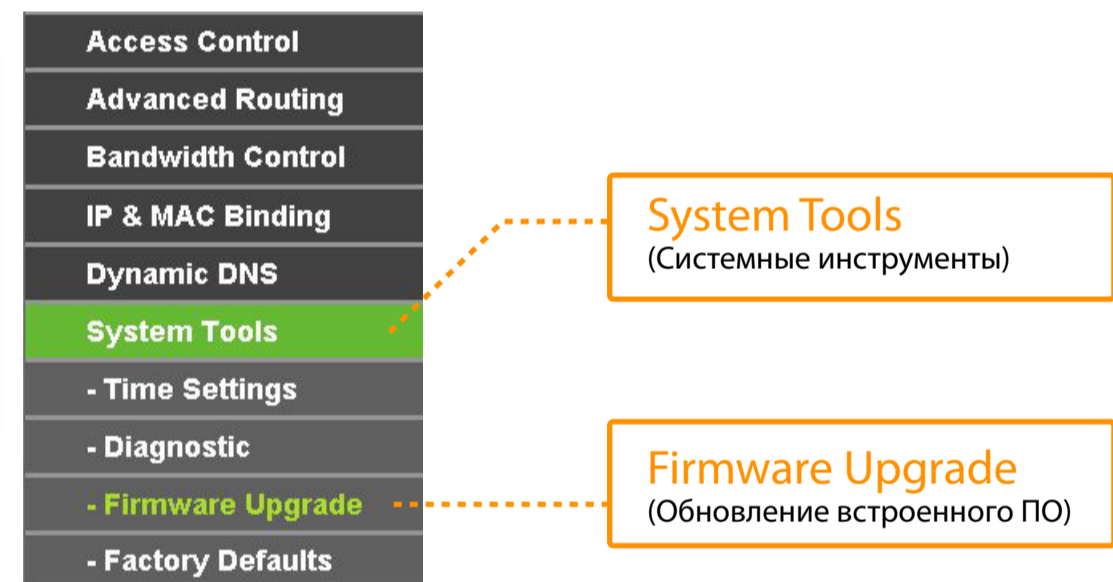 Access Control
Advanced Routing
Bandwidth Control
IP & MAC Binding
Dynamic DNS
System Tools
- Time Settings
- Diagnostic
- Firmware Upgrade
- Factory Defaults
System Tools
(Системные инструменты)
Firmware Upgrade
(Обновление встроенного ПО)